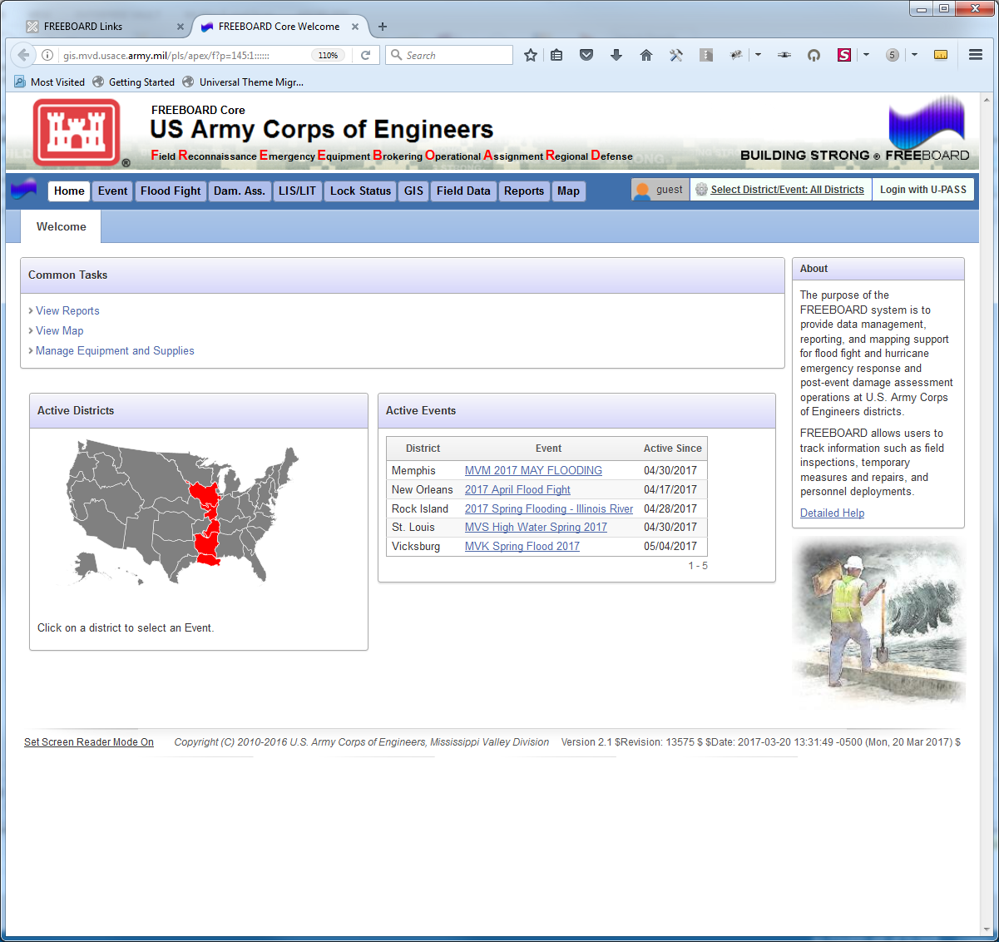 FREEBOARD Links
FREEBOARD Core Welcome
gis.mvd.usace.army.mil/pls/apex/f?p=145:1::::::
110%
Search
S
5
Most Visited
Getting Started
Universal Theme Migr...
FREEBOARD Core
US Army Corps of Engineers
Field Reconnaissance Emergency Equipment Brokering Operational Assignment Regional Defense
®
BUILDING STRONG ® FREEBOARD
Home
Event
Flood Fight
Dam. Ass.
LIS/LIT
Lock Status
GIS
Field Data
Reports
Map
guest
Select District/Event: All Districts
Login with U-PASS
Welcome
Common Tasks
View Reports
View Map
Manage Equipment and Supplies
Active Districts
Click on a district to select an Event.
Active Events
District Event Active Since
Memphis MVM 2017 MAY FLOODING 04/30/2017
New Orleans 2017 April Flood Fight 04/17/2017
Rock Island 2017 Spring Flooding - Illinois River 04/28/2017
St. Louis MVS High Water Spring 2017 04/30/2017
Vicksburg MVK Spring Flood 2017 05/04/2017
1 - 5
About
The purpose of the
FREEBOARD system is to
provide data management,
reporting, and mapping support
for flood fight and hurricane
emergency response and
post-event damage assessment
operations at U.S. Army Corps
of Engineers districts.
FREEBOARD allows users to
track information such as field
inspections, temporary
measures and repairs, and
personnel deployments.
Detailed Help
Set Screen Reader Mode On
Copyright (C) 2010-2016 U.S. Army Corps of Engineers, Mississippi Valley Division
Version 2.1 $Revision: 13575 $ $Date: 2017-03-20 13:31:49 -0500 (Mon, 20 Mar 2017) $